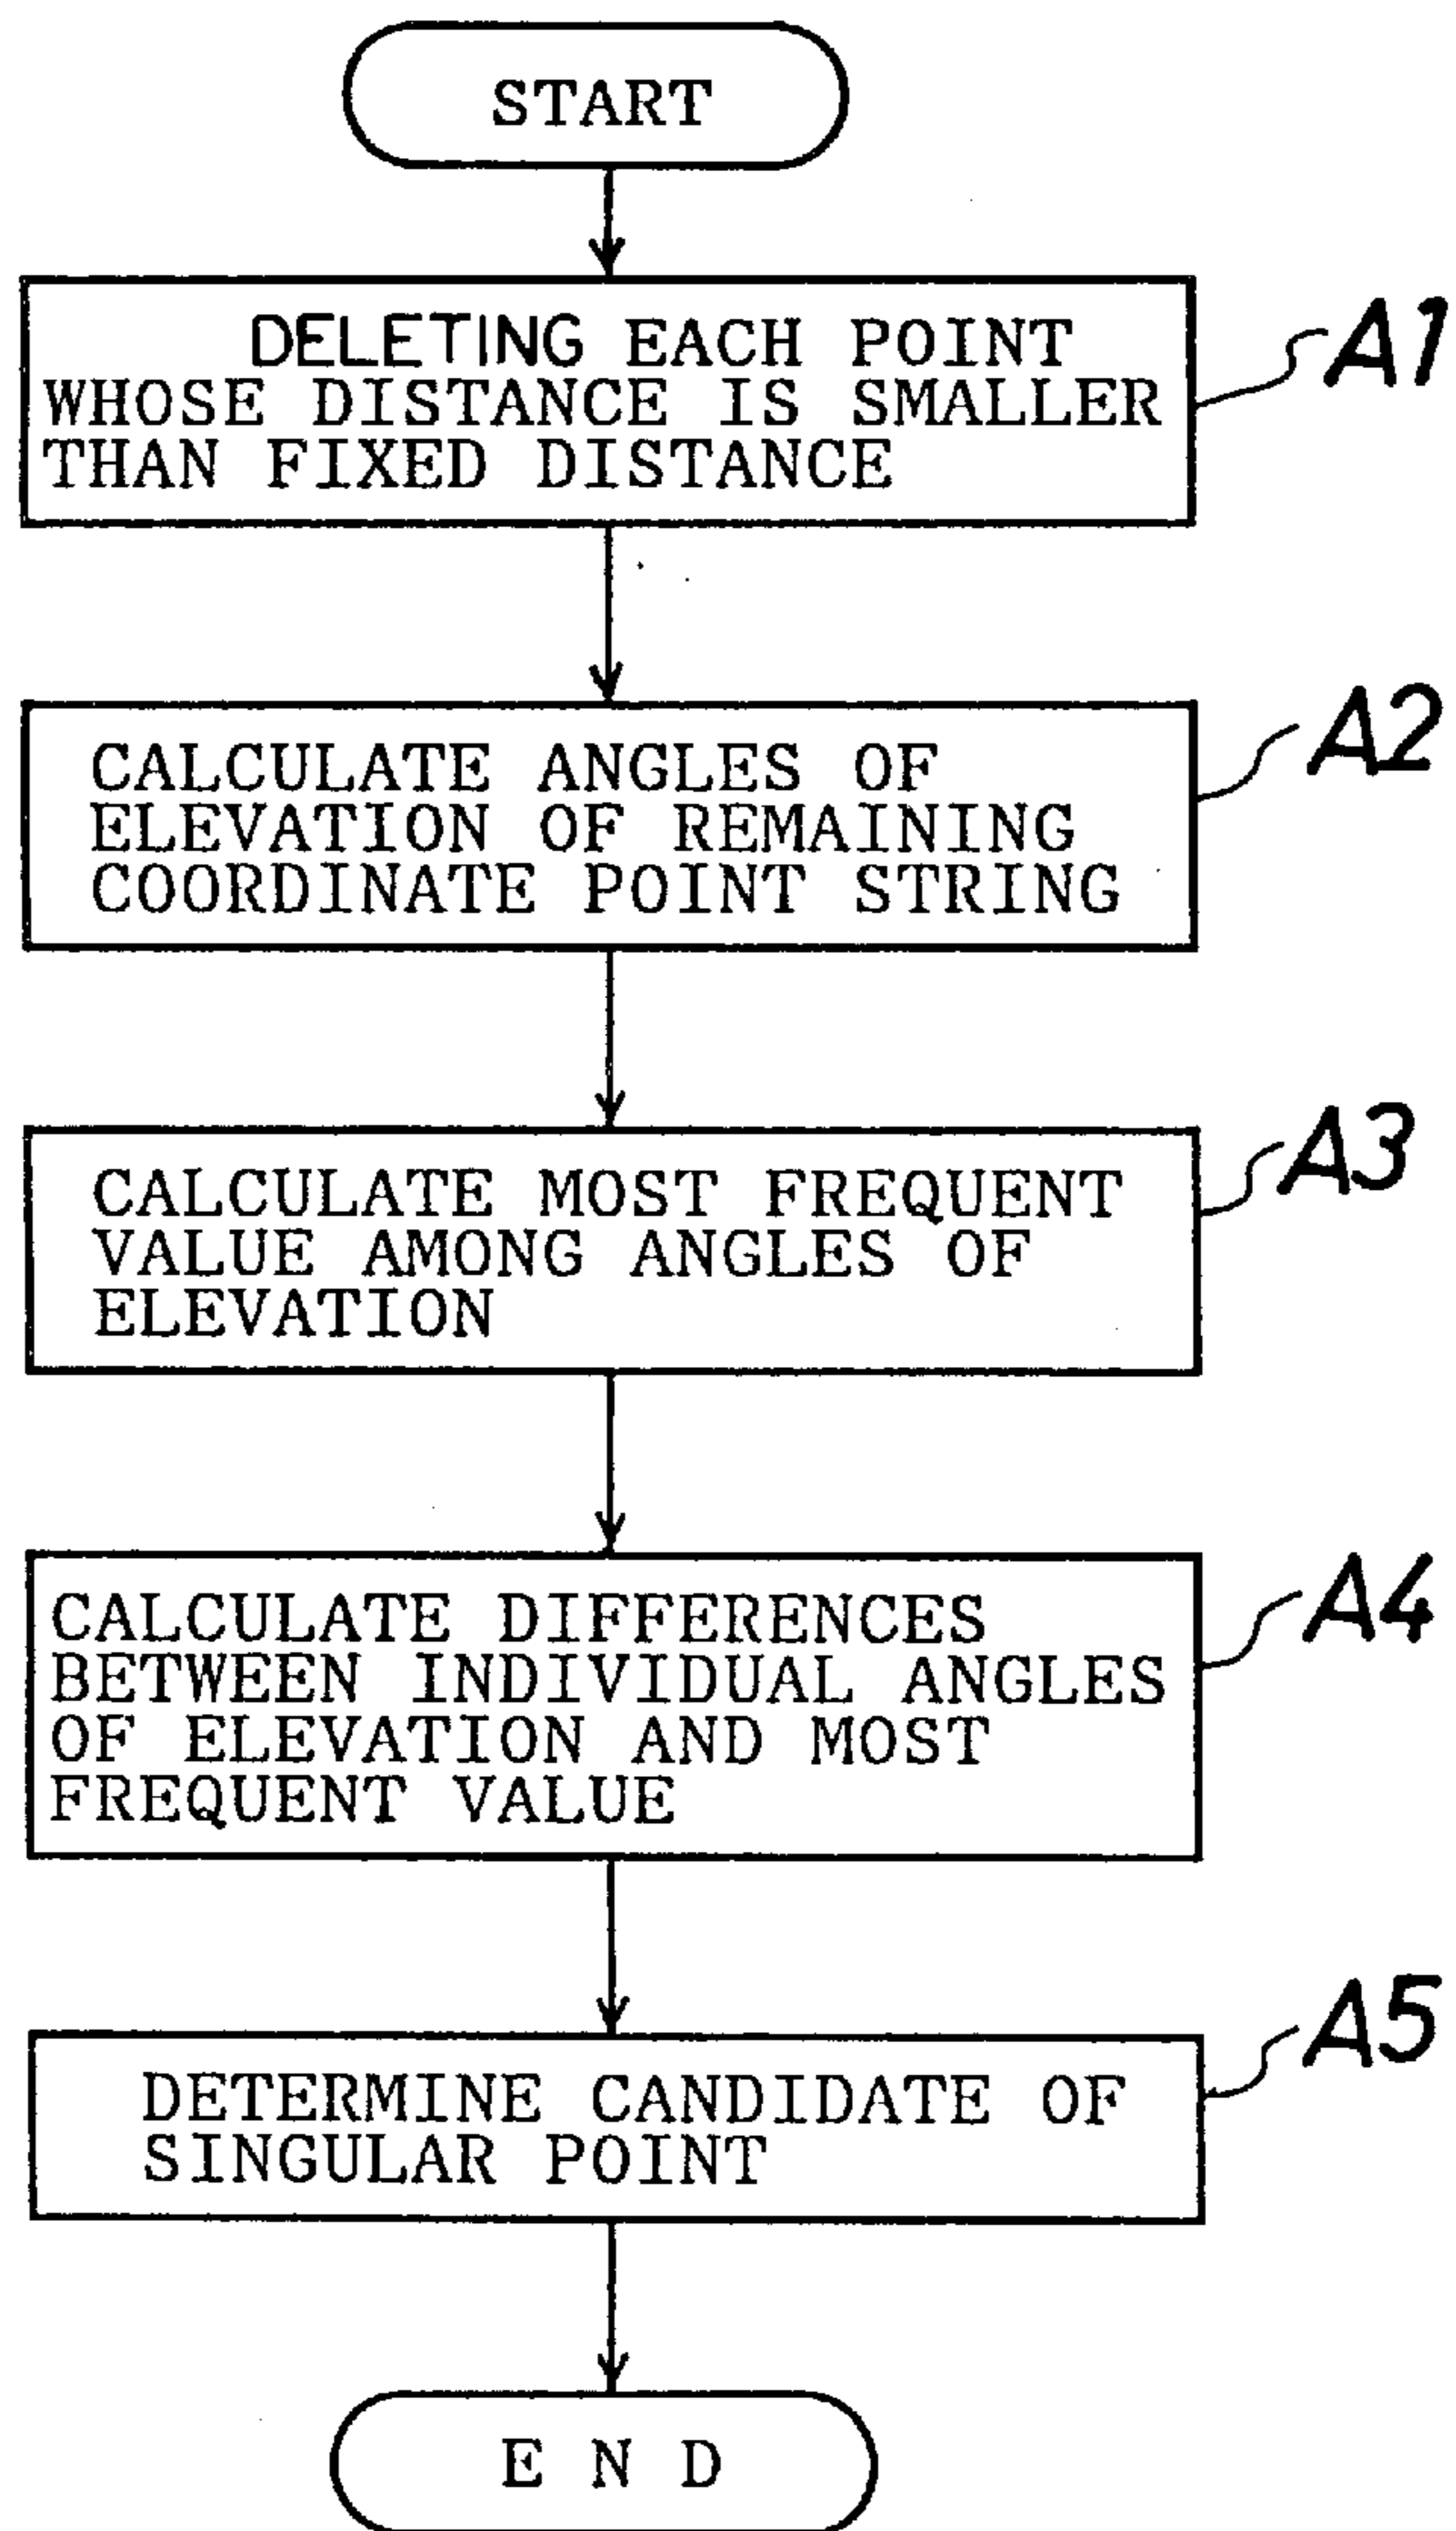 START
DELETING EACH POINT
WHOSE DISTANCE IS SMALLER
THAN FIXED DISTANCE
A1
CALCULATE ANGLES OF
ELEVATION OF REMAINING
COORDINATE POINT STRING
A2
CALCULATE MOST FREQUENT
VALUE AMONG ANGLES OF
ELEVATION
A3
CALCULATE DIFFERENCES
BETWEEN INDIVIDUAL ANGLES
OF ELEVATION AND MOST
FREQUENT VALUE
A4
DETERMINE CANDIDATE OF
SINGULAR POINT
A5
E N D